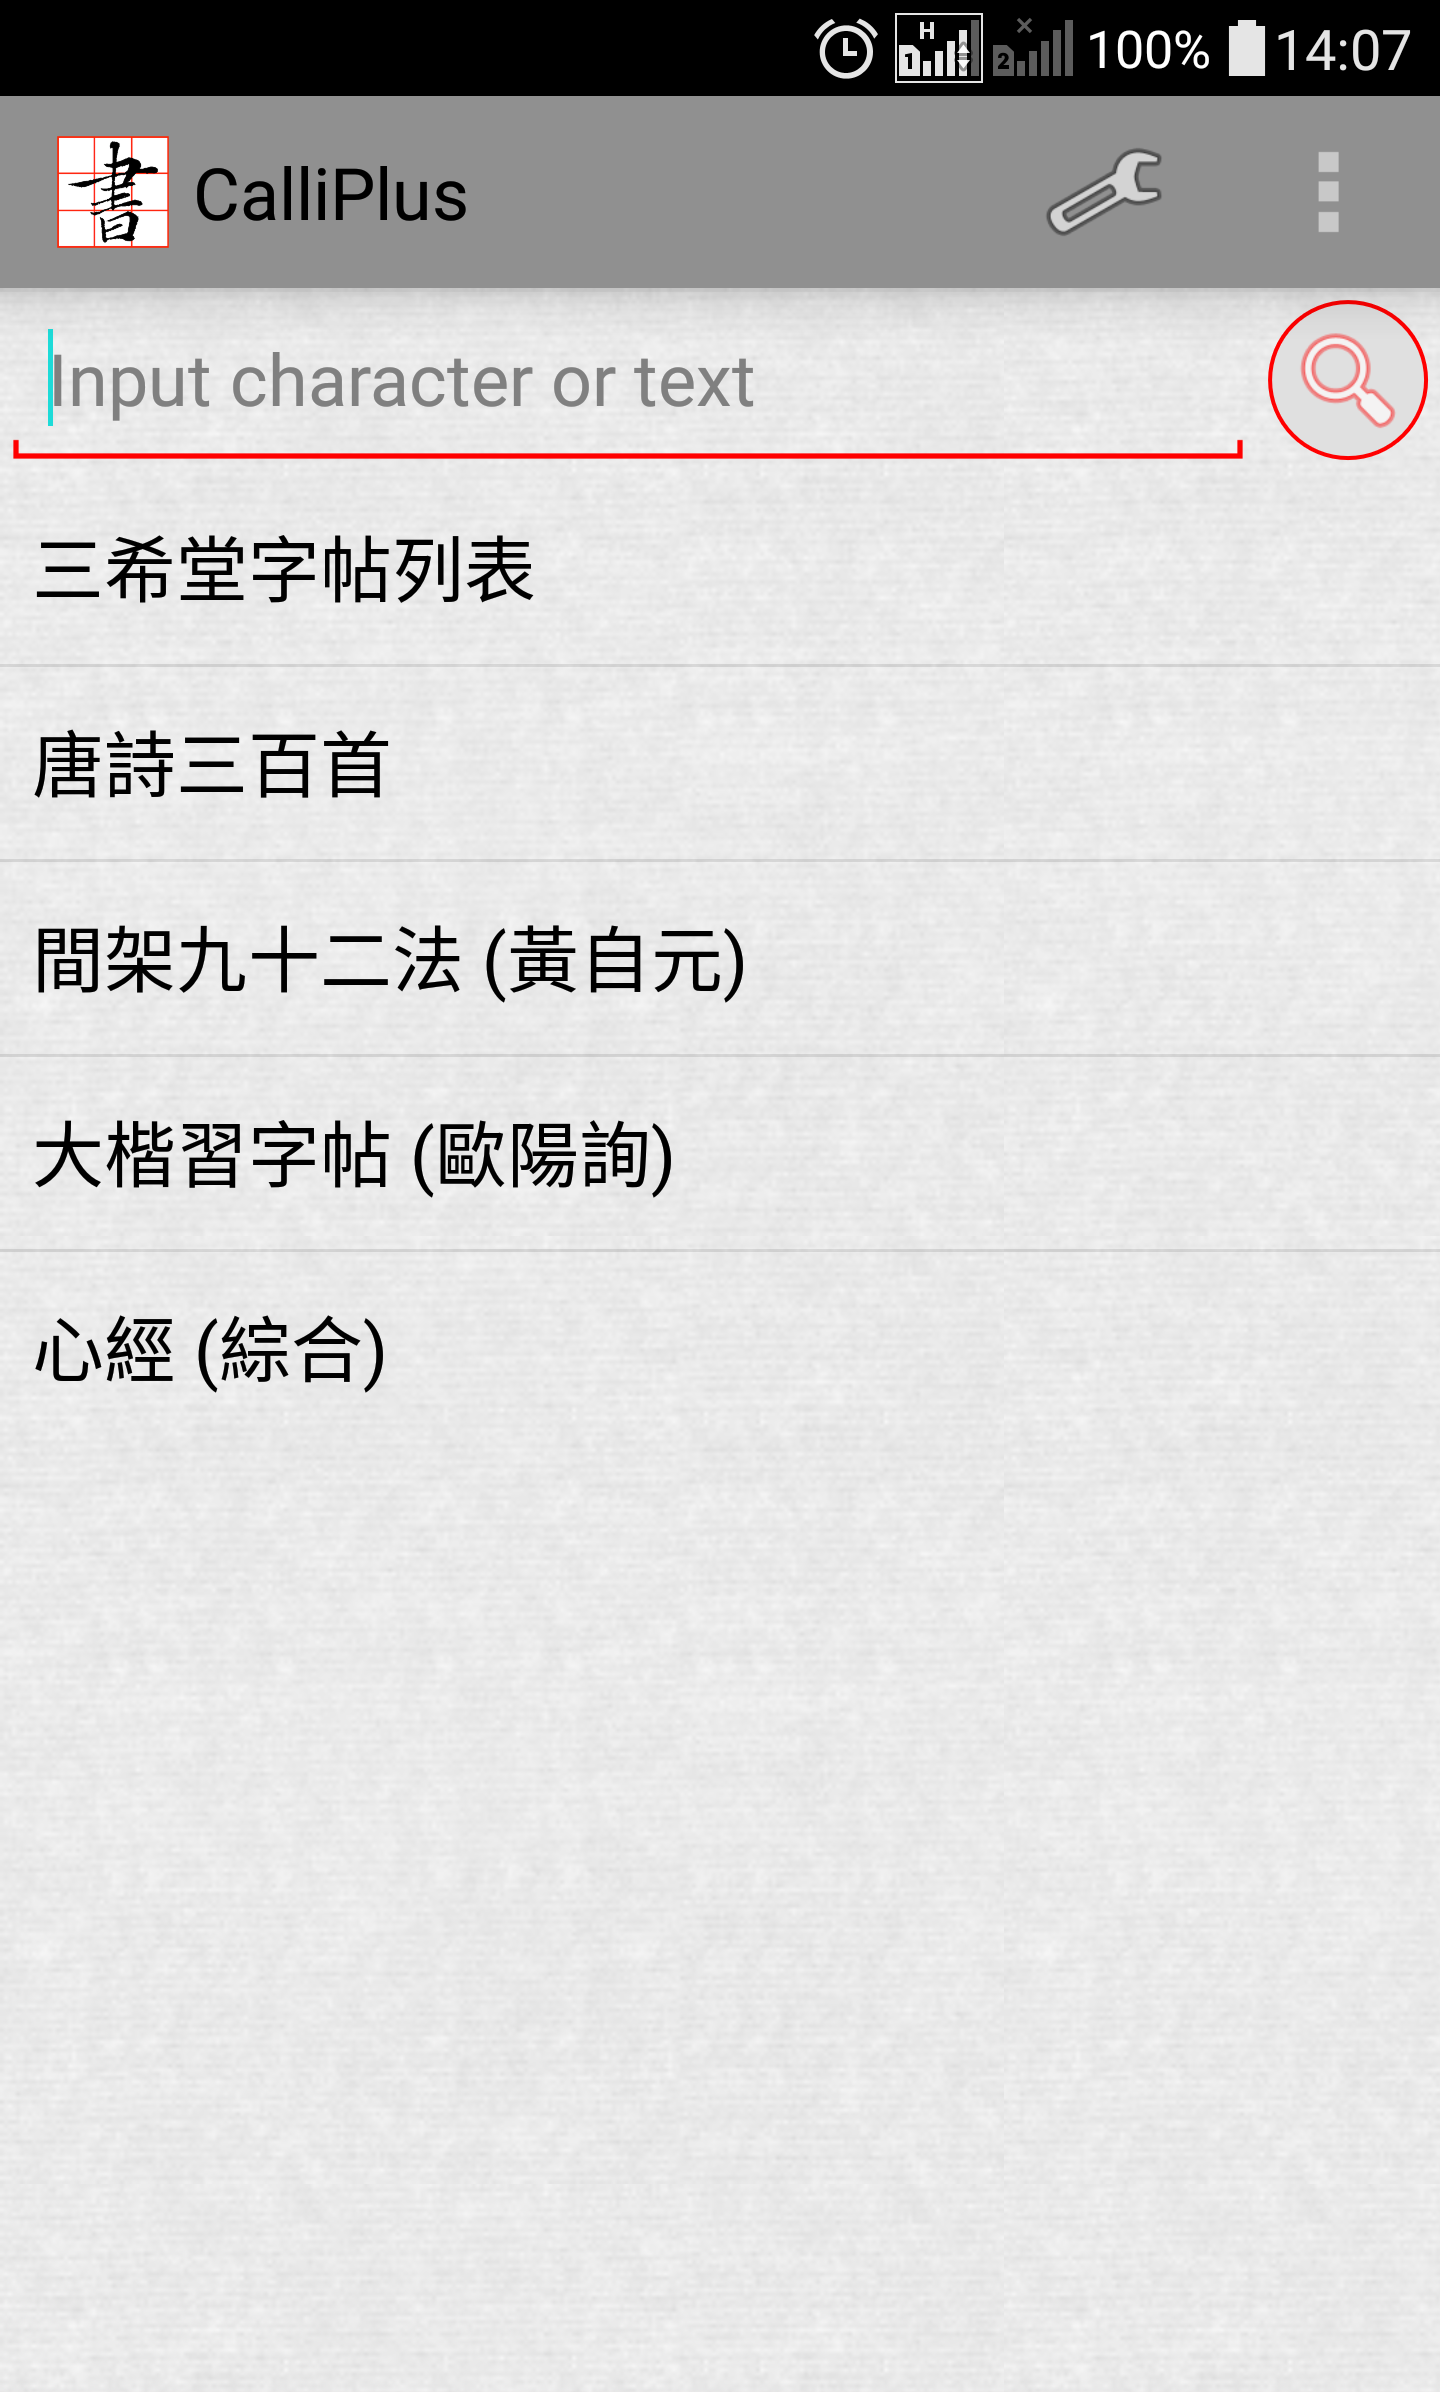 H
1
2
100%
14:07
書
CalliPlus
Input character or text
三希堂字帖列表
唐詩三百首
間架九十二法 (黃自元)
大楷習字帖 (歐陽詢)
心經 (綜合)